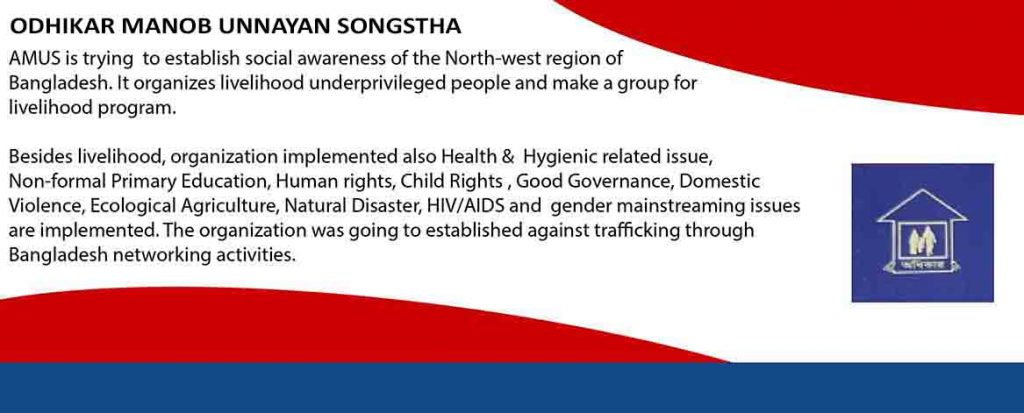 ODHIKAR MANOB UNNAYAN SONGSTHA
AMUS is trying  to establish social awareness of the North-west region of
Bangladesh. It organizes livelihood underprivileged people and make a group for
livelihood program.
Besides livelihood, organization implemented also Health &  Hygienic related issue,
Non-formal Primary Education, Human rights, Child Rights , Good Governance, Domestic
Violence, Ecological Agriculture, Natural Disaster, HIV/AIDS and  gender mainstreaming issues
are implemented. The organization was going to established against trafficking through
Bangladesh networking activities.
অধিকার